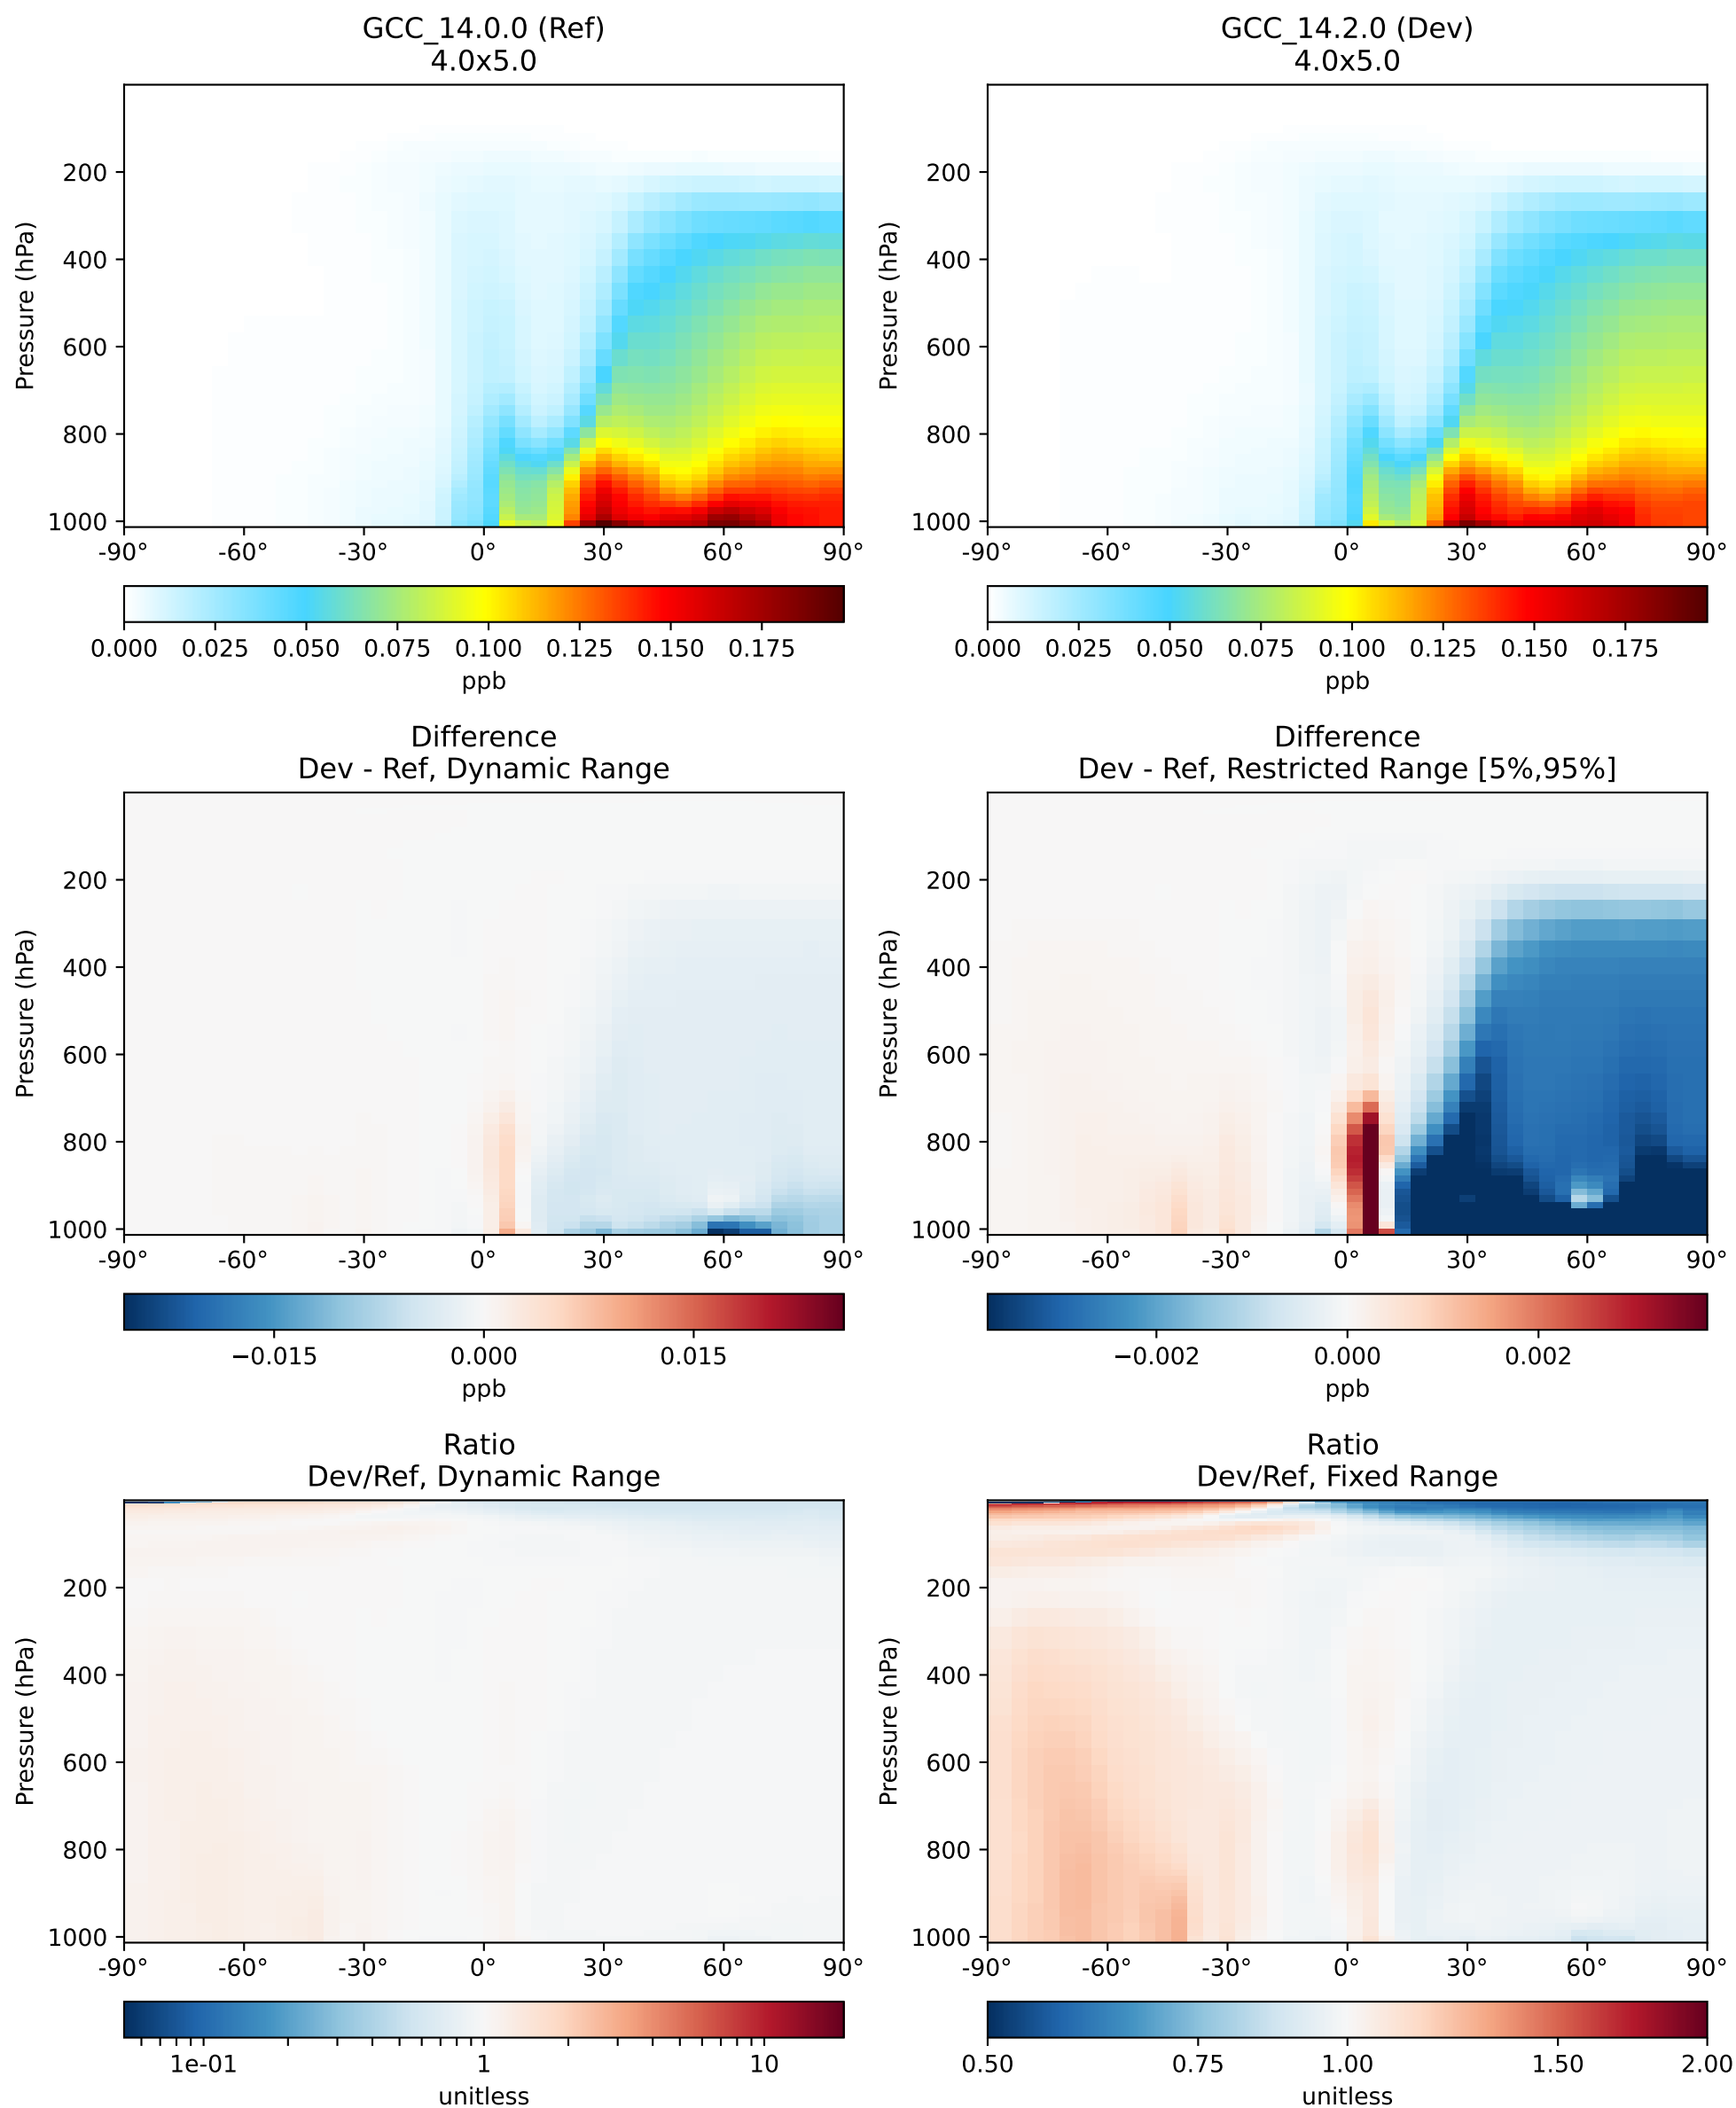 GCC_14.0.0 (Ref)
4.0x5.0
Pressure (hPa)
200
400
600
800
1000
-90° -60° -30° 0° 30° 60° 90°
0.000 0.025 0.050 0.075 0.100 0.125 0.150 0.175
ppb
GCC_14.2.0 (Dev)
4.0x5.0
Pressure (hPa)
200
400
600
800
1000
-90° -60° -30° 0° 30° 60° 90°
0.000 0.025 0.050 0.075 0.100 0.125 0.150 0.175
ppb
Difference
Dev - Ref, Dynamic Range
Pressure (hPa)
200
400
600
800
1000
-90° -60° -30° 0° 30° 60° 90°
−0.015 0.000 0.015
ppb
Difference
Dev - Ref, Restricted Range [5%,95%]
Pressure (hPa)
200
400
600
800
1000
-90° -60° -30° 0° 30° 60° 90°
−0.002 0.000 0.002
ppb
Ratio
Dev/Ref, Dynamic Range
Pressure (hPa)
200
400
600
800
1000
-90° -60° -30° 0° 30° 60° 90°
1e-01 1 10
unitless
Ratio
Dev/Ref, Fixed Range
Pressure (hPa)
200
400
600
800
1000
-90° -60° -30° 0° 30° 60° 90°
0.50 0.75 1.00 1.50 2.00
unitless